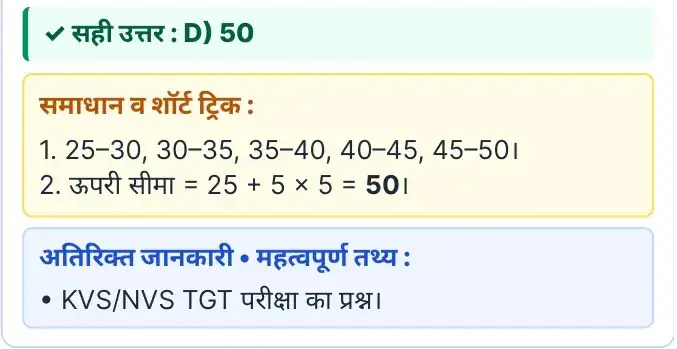 ✓ सही उत्तर : D) 50
समाधान व शॉर्ट ट्रिक :
1. 25–30, 30–35, 35–40, 40–45, 45–50।
2. ऊपरी सीमा = 25 + 5 × 5 = 50।
अतिरिक्त जानकारी • महत्वपूर्ण तथ्य :
• KVS/NVS TGT परीक्षा का प्रश्न।